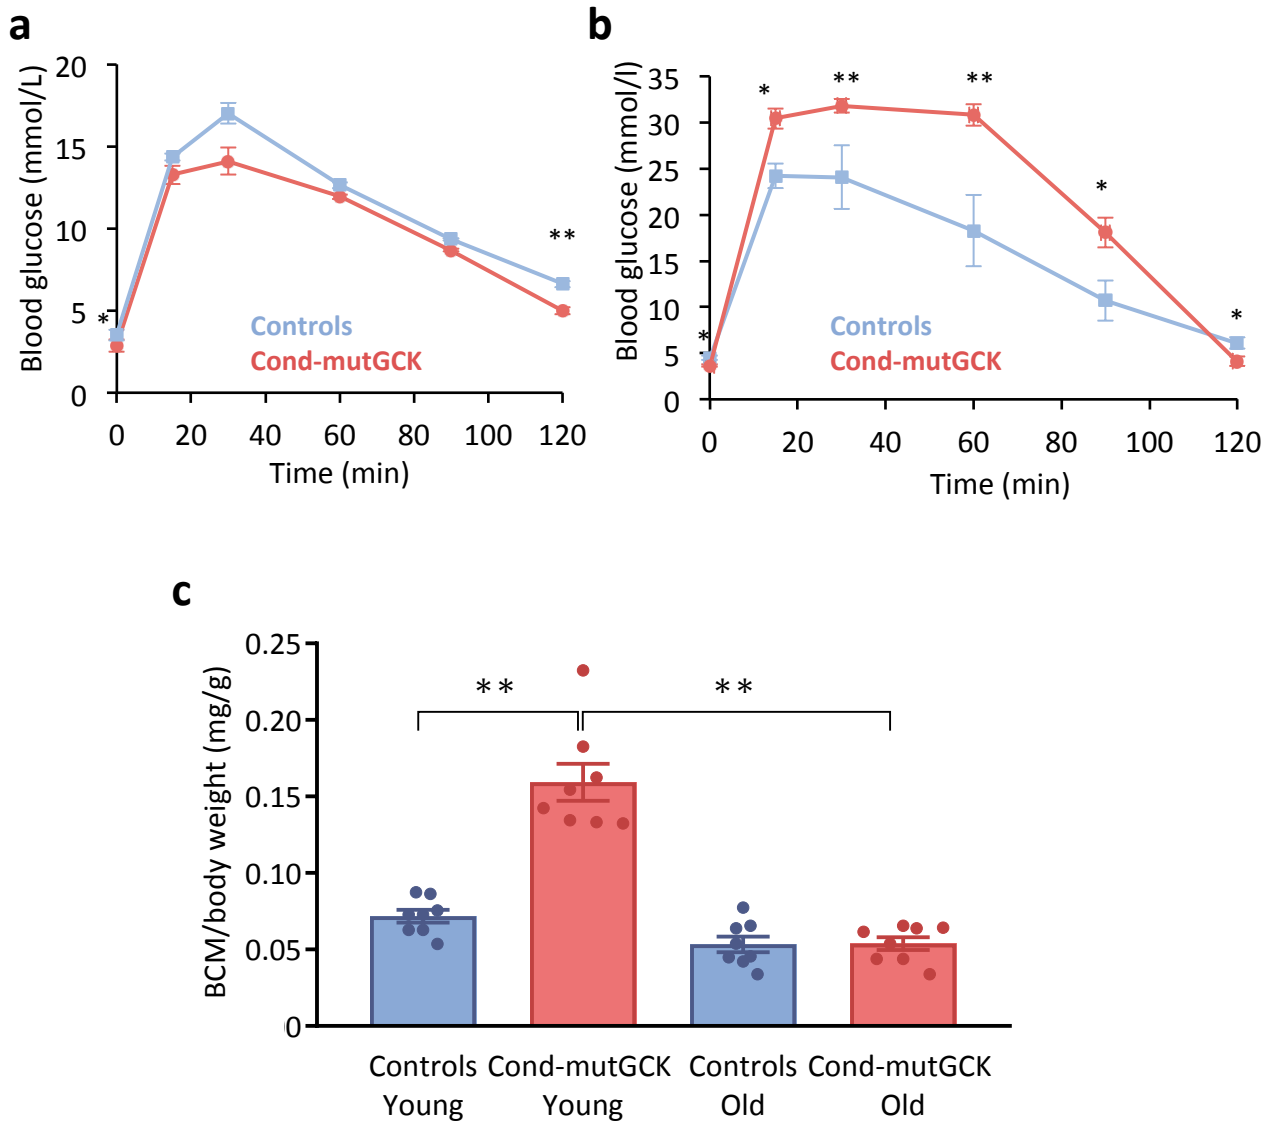 a
Blood glucose (mmol/L)
20
15
10
5
0
*
**
Controls
Cond-mutGCK
0 20 40 60 80 100 120
Time (min)
b
Blood glucose (mmol/l)
35
30
25
20
15
10
5
0
*
*
**
**
*
*
Controls
Cond-mutGCK
0 20 40 60 80 100 120
Time (min)
c
BCM/body weight (mg/g)
0.25
0.20
0.15
0.10
0.05
0
** **
Controls Cond-mutGCK Controls Cond-mutGCK
Young Young Old Old